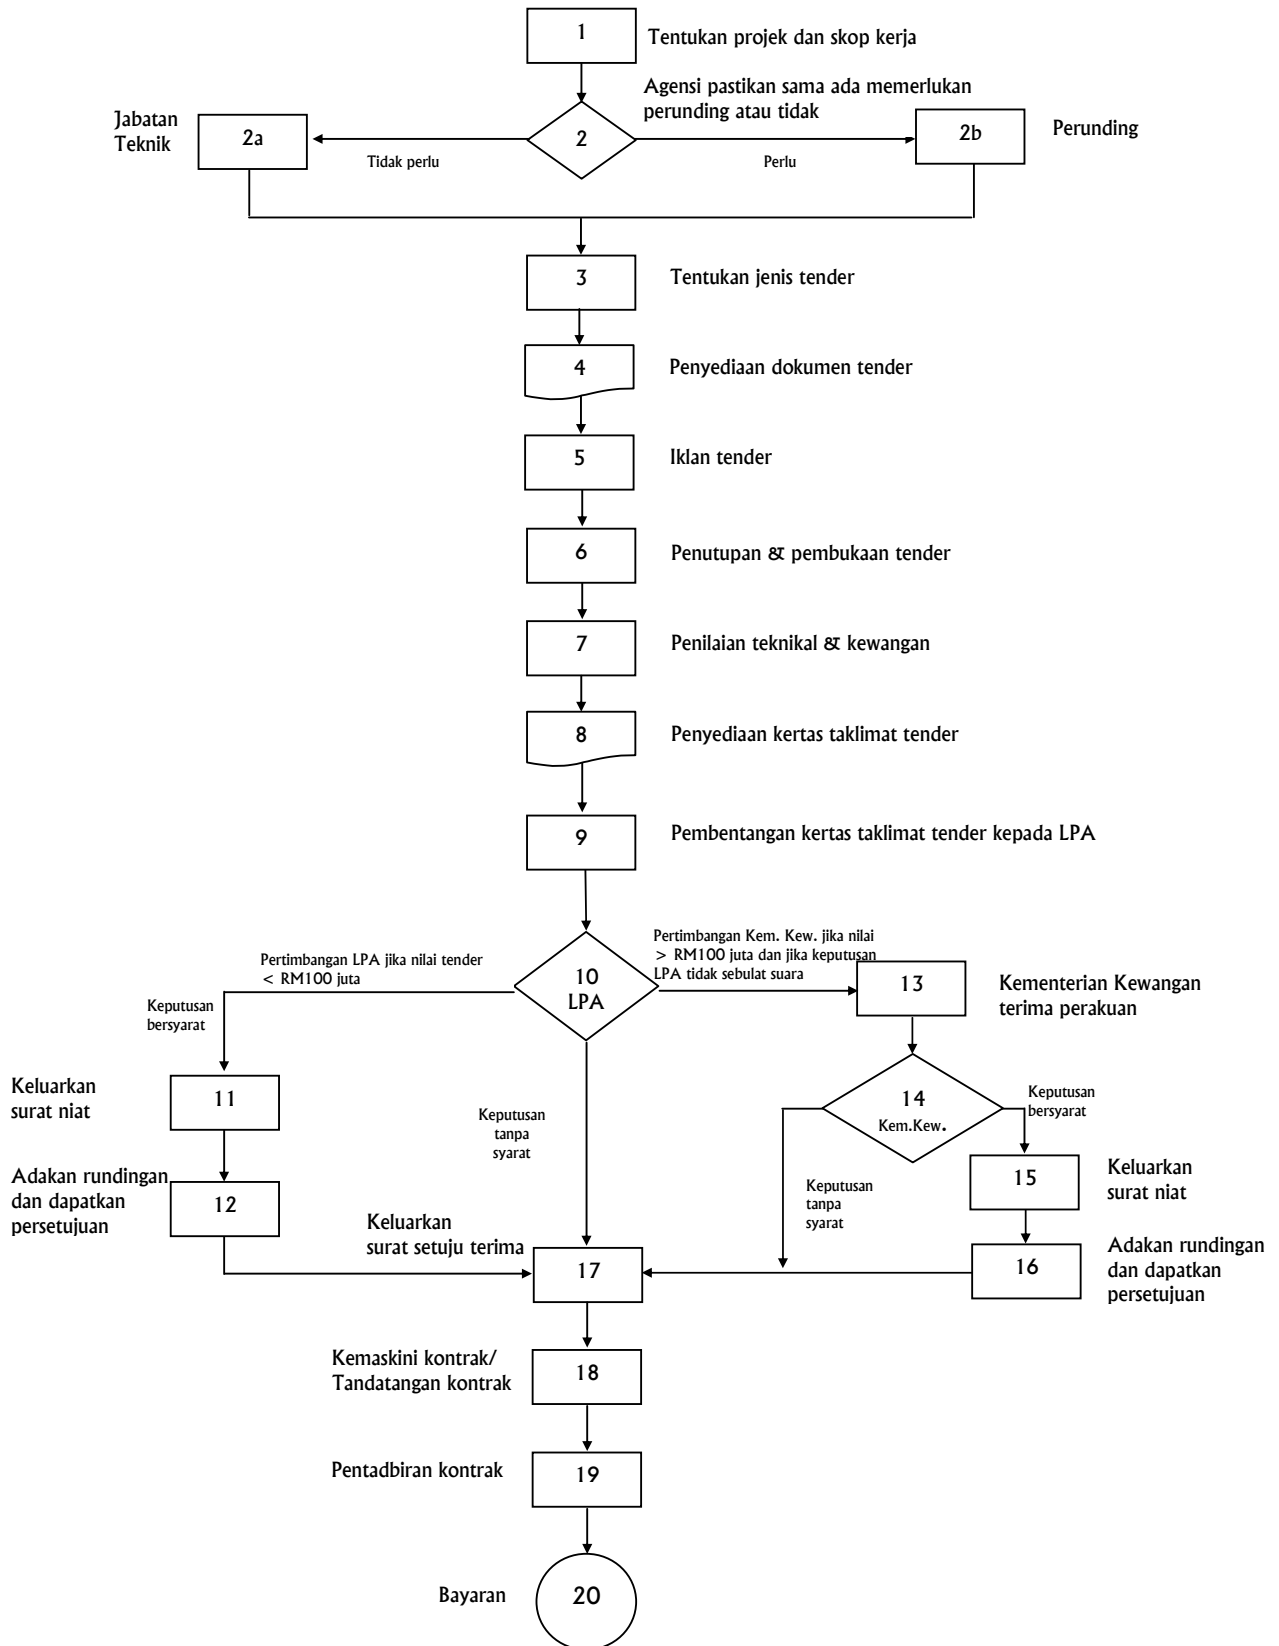 1
Tentukan projek dan skop kerja
Agensi pastikan sama ada memerlukan
perunding atau tidak
Jabatan
Teknik
2a
2
2b
Perunding
Tidak perlu
Perlu
3
Tentukan jenis tender
4
Penyediaan dokumen tender
5
Iklan tender
6
Penutupan & pembukaan tender
7
Penilaian teknikal & kewangan
8
Penyediaan kertas taklimat tender
9
Pembentangan kertas taklimat tender kepada LPA
Pertimbangan LPA jika nilai tender
< RM100 juta
10
LPA
Pertimbangan Kem. Kew. jika nilai
> RM100 juta dan jika keputusan
LPA tidak sebulat suara
13
Kementerian Kewangan
terima perakuan
Keputusan
bersyarat
Keluarkan
surat niat
11
Keputusan
tanpa
syarat
14
Kem.Kew.
Keputusan
bersyarat
Adakan rundingan
dan dapatkan
persetujuan
12
Keputusan
tanpa
syarat
15
Keluarkan
surat niat
Keluarkan
surat setuju terima
17
16
Adakan rundingan
dan dapatkan
persetujuan
Kemaskini kontrak/
Tandatangan kontrak
18
Pentadbiran kontrak
19
Bayaran
20